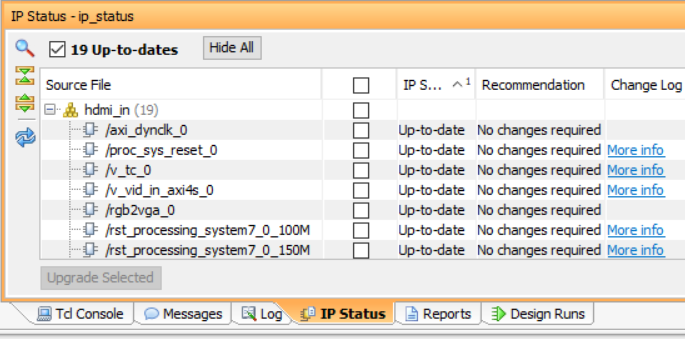 IP Status - ip_status
19 Up-to-dates Hide All
Source File IP S... 1 Recommendation Change Log
hdmi_in (19)
/axi_dynclk_0 Up-to-date No changes required
/proc_sys_reset_0 Up-to-date No changes required More info
/v_tc_0 Up-to-date No changes required More info
/v_vid_in_axi4s_0 Up-to-date No changes required More info
/rgb2vga_0 Up-to-date No changes required
/rst_processing_system7_0_100M Up-to-date No changes required More info
/rst_processing_system7_0_150M Up-to-date No changes required More info
Upgrade Selected
Tcl Console Messages Log IP Status Reports Design Runs